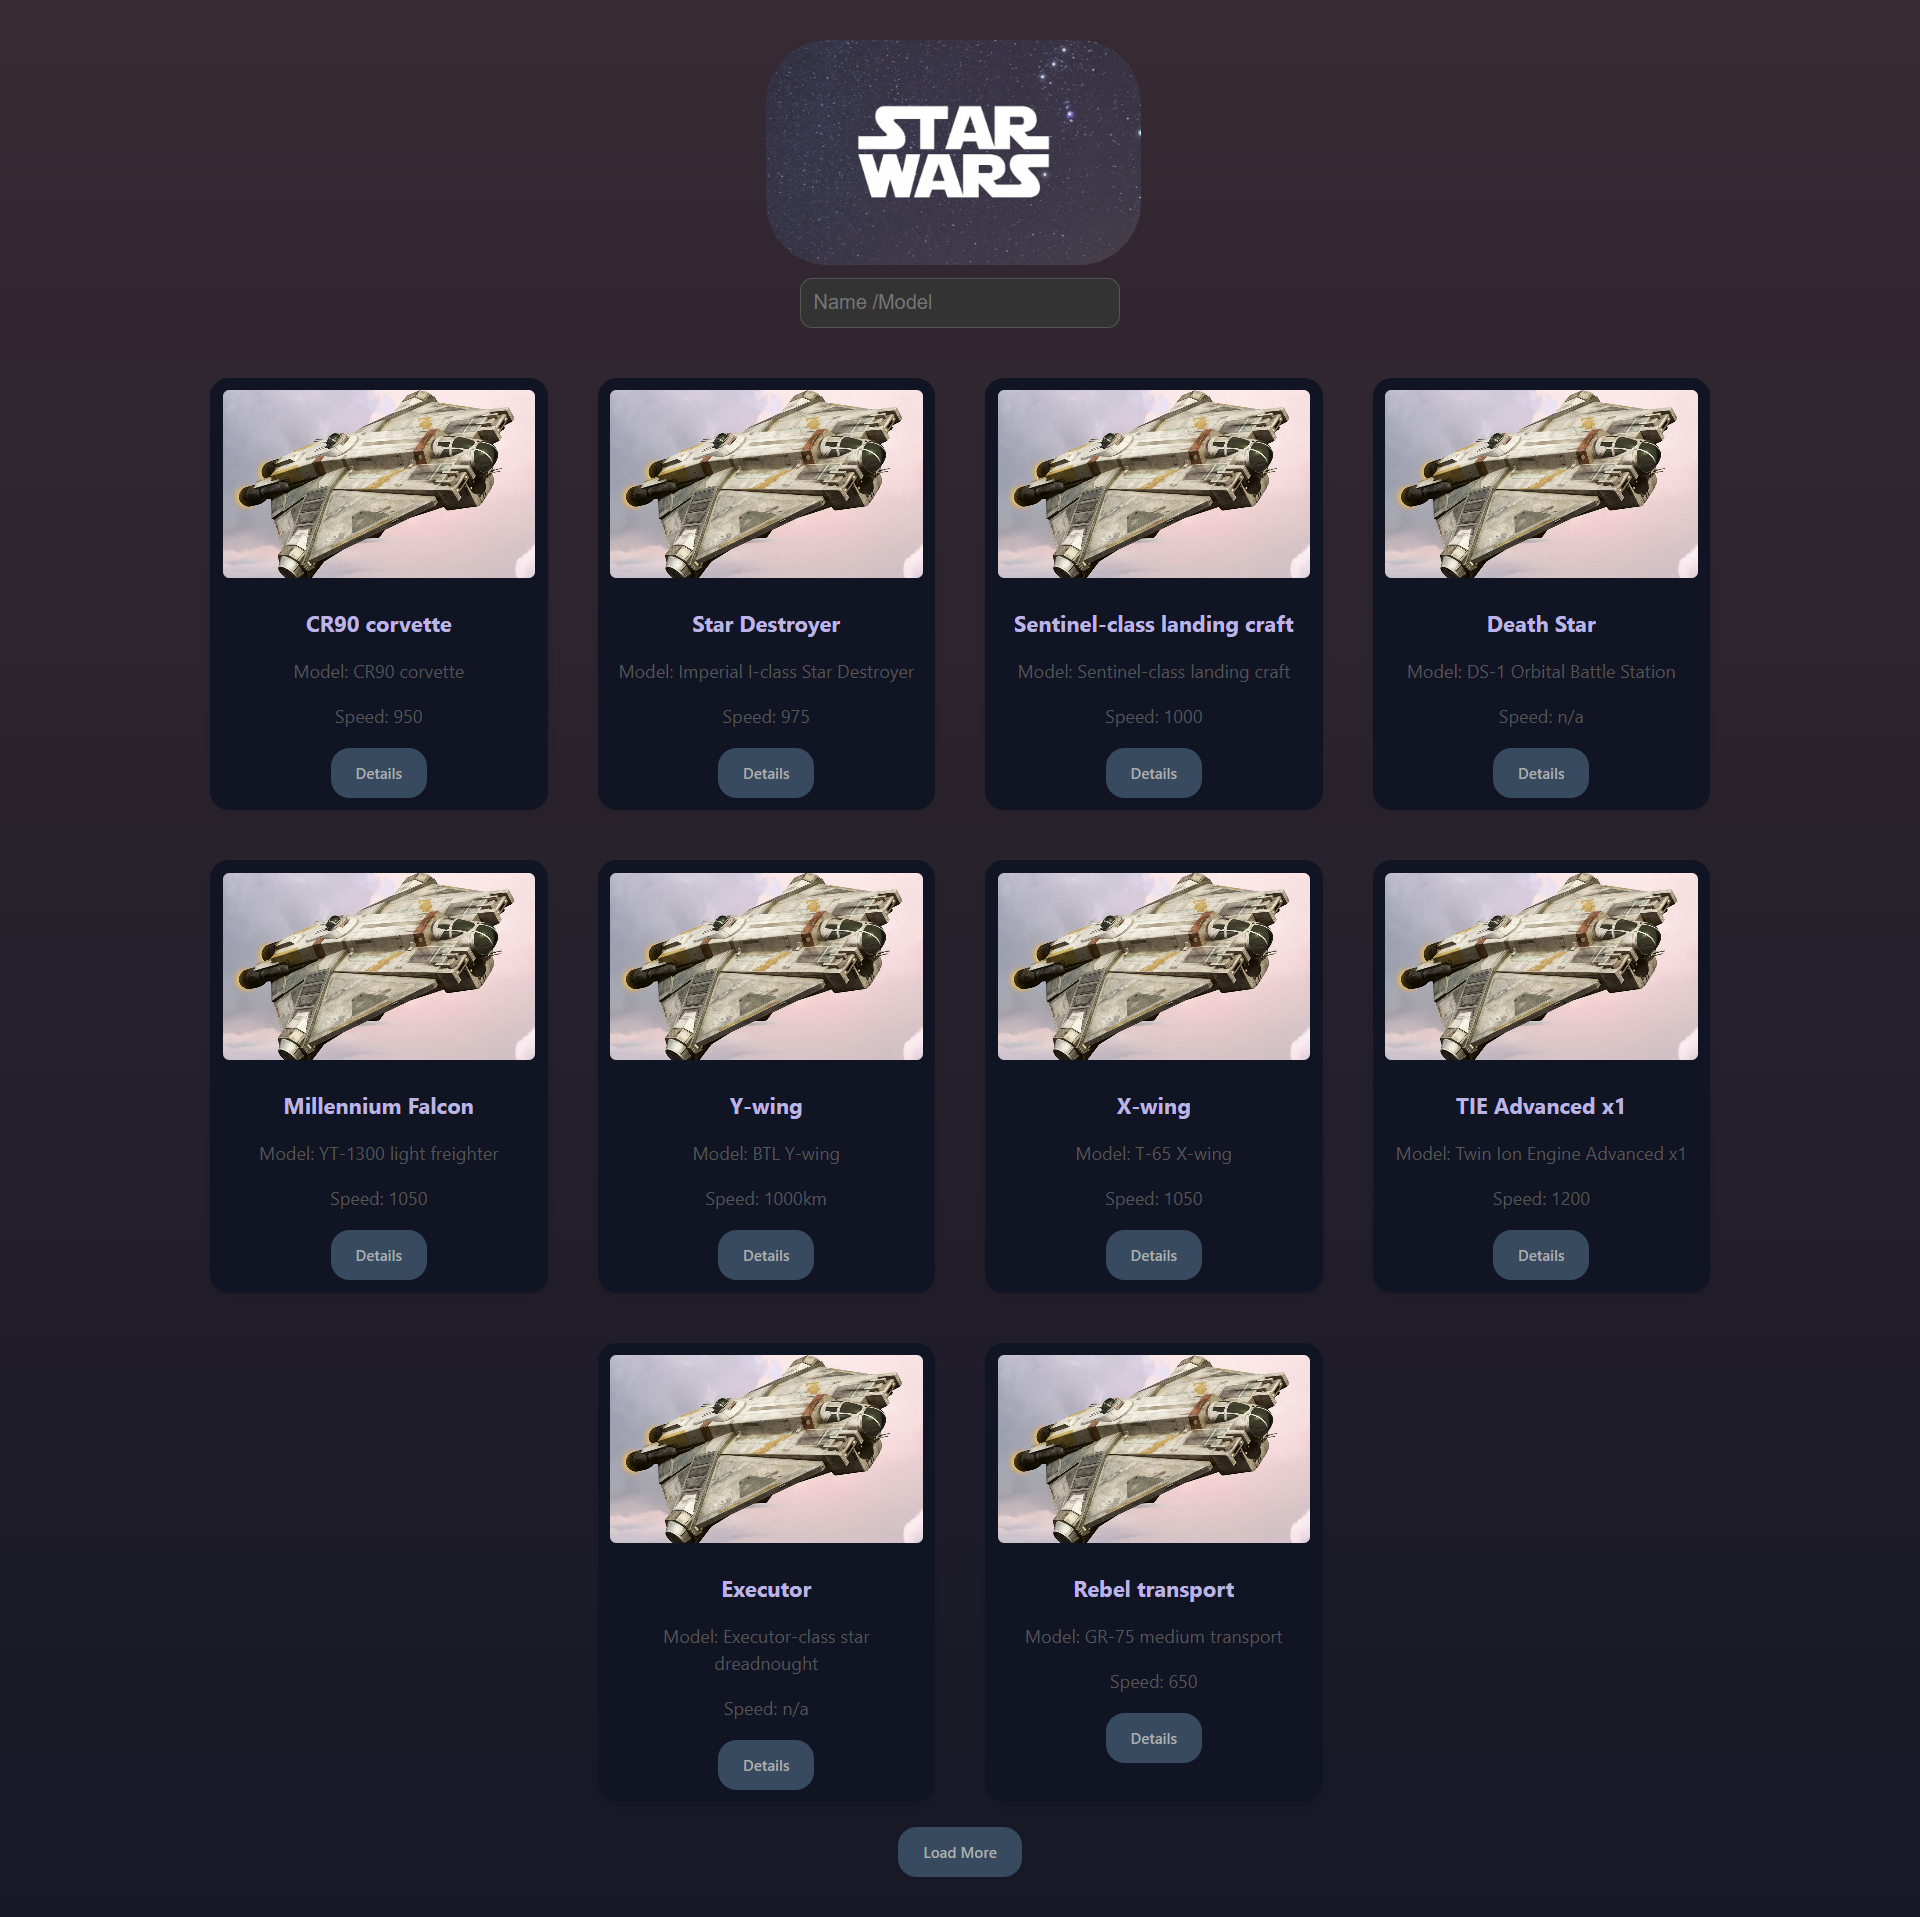 STAR
WARS
Name /Model
CR90 corvette
Model: CR90 corvette
Speed: 950
Details
Star Destroyer
Model: Imperial I-class Star Destroyer
Speed: 975
Details
Sentinel-class landing craft
Model: Sentinel-class landing craft
Speed: 1000
Details
Death Star
Model: DS-1 Orbital Battle Station
Speed: n/a
Details
Millennium Falcon
Model: YT-1300 light freighter
Speed: 1050
Details
Y-wing
Model: BTL Y-wing
Speed: 1000km
Details
X-wing
Model: T-65 X-wing
Speed: 1050
Details
TIE Advanced x1
Model: Twin Ion Engine Advanced x1
Speed: 1200
Details
Executor
Model: Executor-class star
dreadnought
Speed: n/a
Details
Rebel transport
Model: GR-75 medium transport
Speed: 650
Details
Load More